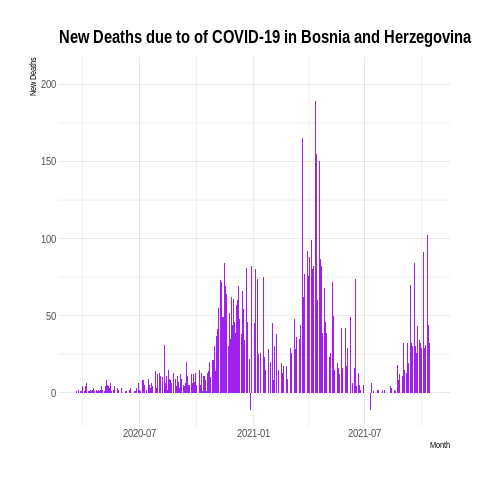 New Deaths due to of COVID-19 in Bosnia and Herzegovina
New Deaths
200
150
100
50
0
2020-07
2021-01
2021-07
Month